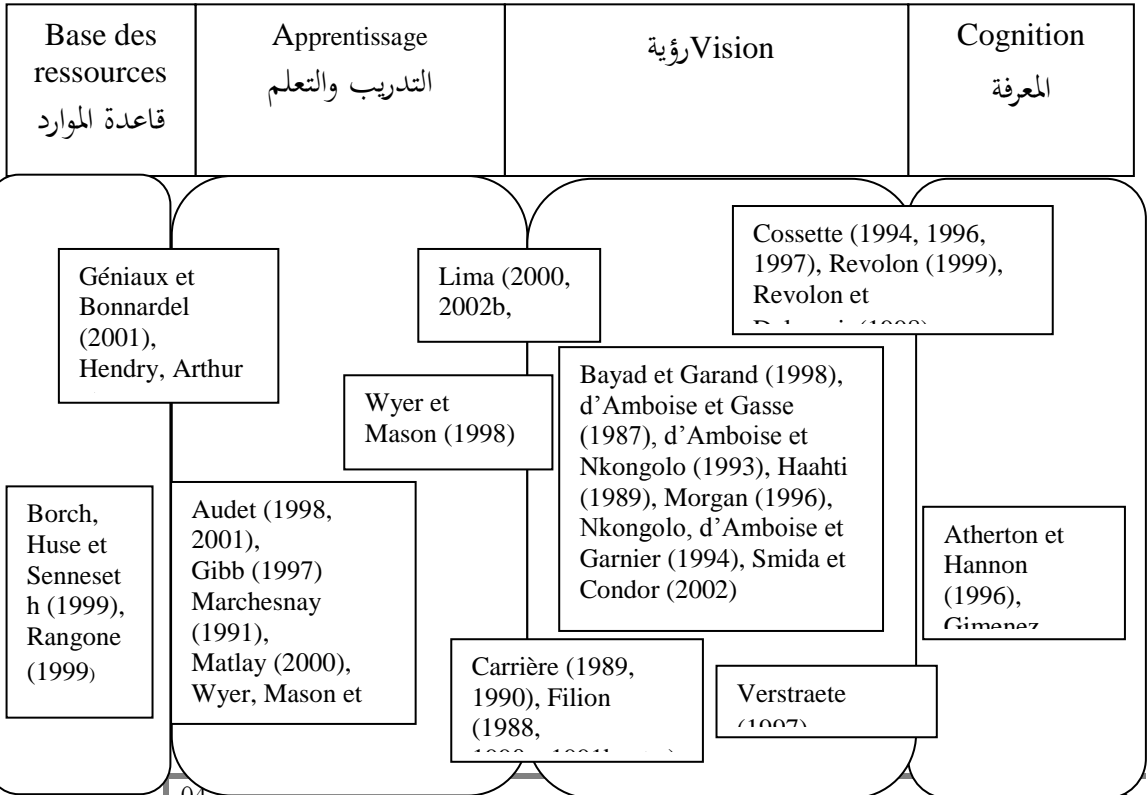 Base des
ressources
قاعدة الموارد
Apprentissage
التدريب والتعلم
رؤية Vision
Cognition
المعرفة
Géniaux et
Bonnardel
(2001),
Hendry, Arthur
Lima (2000,
2002b,
Cossette (1994, 1996,
1997), Revolon (1999),
Revolon et
Wyer et
Mason (1998)
Bayad et Garand (1998),
d’Amboise et Gasse
(1987), d’Amboise et
Nkongolo (1993), Haahti
(1989), Morgan (1996),
Nkongolo, d’Amboise et
Garnier (1994), Smida et
Condor (2002)
Borch,
Huse et
Senneset
h (1999),
Rangone
(1999)
Audet (1998,
2001),
Gibb (1997)
Marchesnay
(1991),
Matlay (2000),
Wyer, Mason et
Atherton et
Hannon
(1996),
Gimenez
Carrière (1989,
1990), Filion
(1988,
Verstraete
(1997)